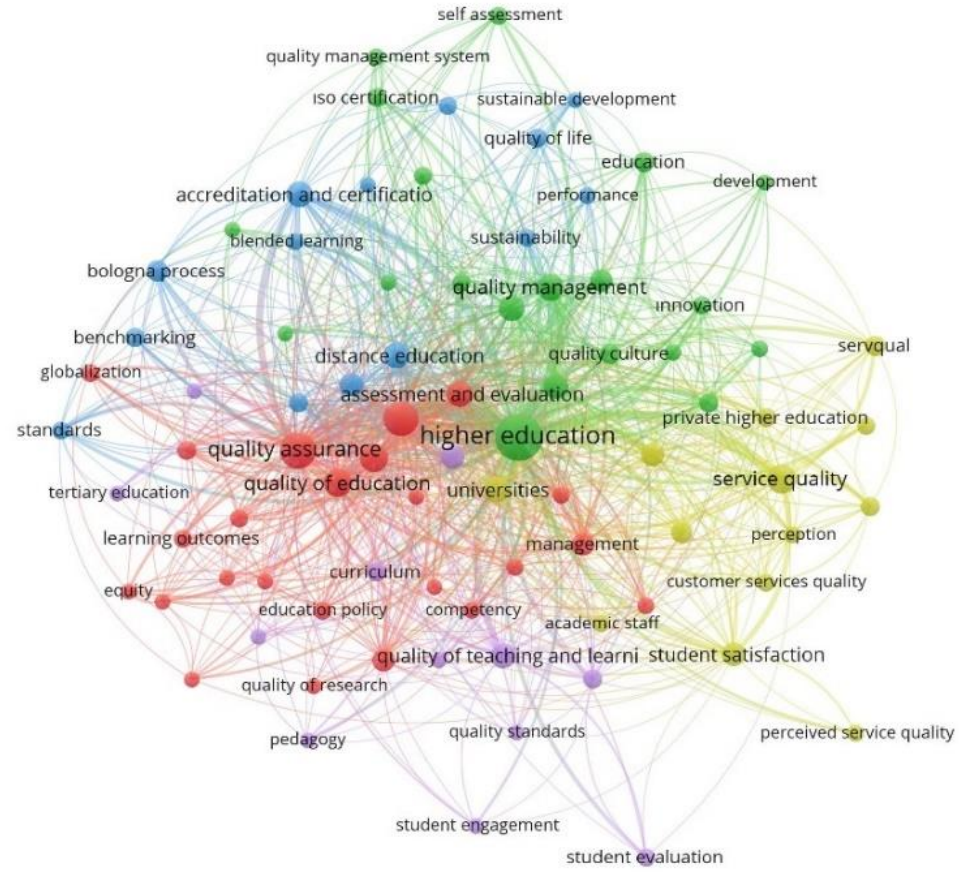 self assessment
quality management system
iso certification
sustainable development
quality of life
education
development
accreditation and certificatio
performance
blended learning
sustainability
bologna process
quality management
innovation
benchmarking
distance education
quality culture
servqual
globalization
assessment and evaluation
private higher education
standards
quality assurance
higher education
quality of education
universities
service quality
tertiary education
learning outcomes
management
perception
curriculum
customer services quality
equity
education policy
competency
academic staff
quality of teaching and learni
student satisfaction
quality of research
pedagogy
quality standards
perceived service quality
student engagement
student evaluation